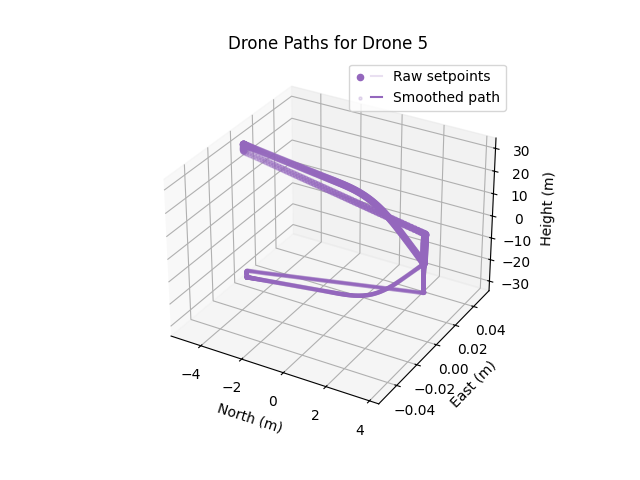 Drone Paths for Drone 5
Raw setpoints
Smoothed path
30
20
10
0
−10
−20
−30
Height (m)
0.04
0.02
0.00
−0.02
−0.04
East (m)
−4
−2
0
2
4
North (m)